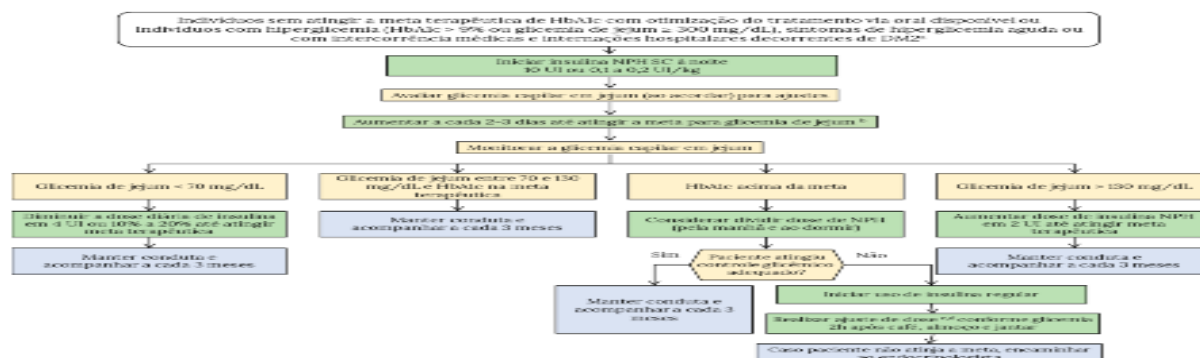 Indivíduos sem atingir a meta terapêutica de HbA1c com otimização do tratamento via oral disponível ou
indivíduos com hiperglicemia (HbA1c > 9% ou glicemia de jejum ≥ 300 mg/dL), sintomas de hiperglicemia aguda ou
com intercorrência médicas e internações hospitalares decorrentes de DM2
Iniciar insulina NPH SC à noite
10 UI ou 0,1 a 0,2 UI/kg
Avaliar glicemia capilar em jejum (ao acordar) para ajustes
Aumentar a cada 2-3 dias até atingir a meta para glicemia de jejum
Monitorar a glicemia capilar em jejum
Glicemia de jejum < 70 mg/dL
Diminuir a dose diária de insulina
em 4 UI ou 10% a 20% até atingir
meta terapêutica
Manter conduta e
acompanhar a cada 3 meses
Glicemia de jejum entre 70 e 130
mg/dL e HbAlc na meta
terapêutica
Manter conduta e
acompanhar a cada 3 meses
HbAlc acima da meta
Considerar dividir dose de NPH
(pela manhã e ao dormir)
Paciente atingiu
controle glicêmico
adequado?
Sim
Não
Manter conduta e
acompanhar a cada 3
meses
Iniciar uso de insulina regular
Realizar ajuste de dose conforme glicemia
2h após café, almoço e jantar
Caso paciente não atinja a meta, encaminhar
ao endocrinologista
Glicemia de jejum > 130 mg/dL
Aumentar dose de insulina NPH
em 2 UI até atingir meta
terapêutica
Manter conduta e
acompanhar a cada 3 meses